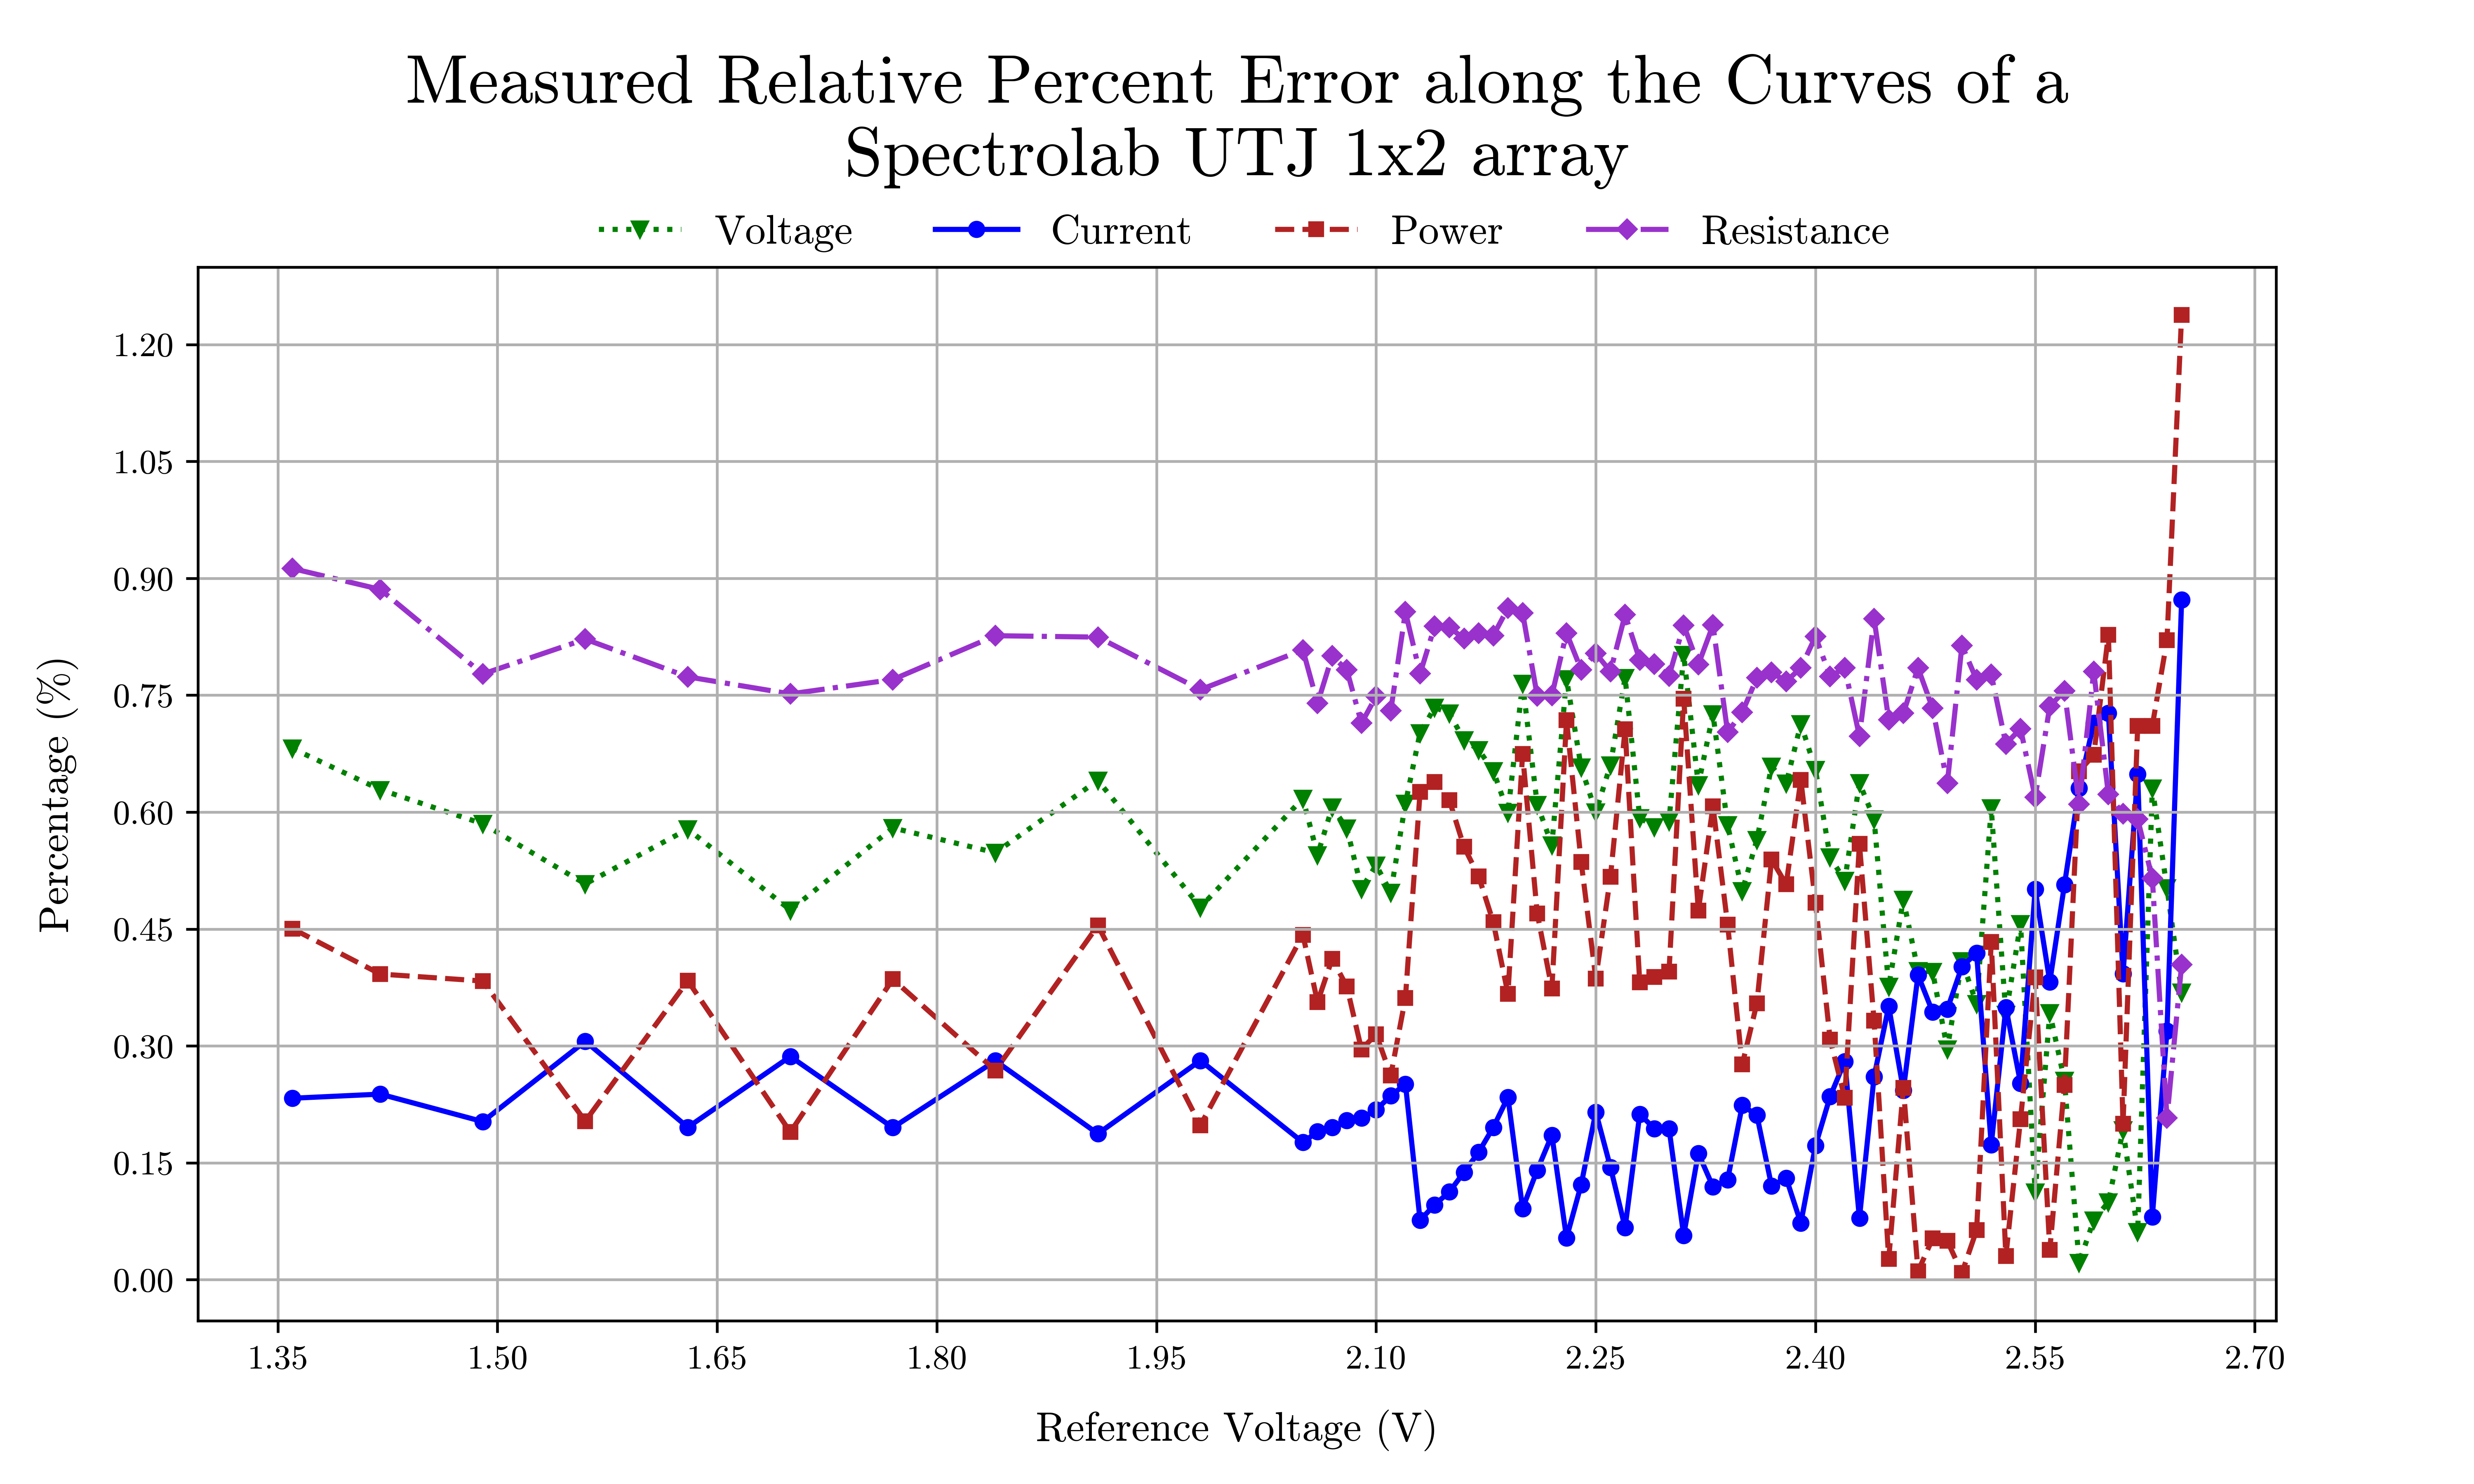 Measured Relative Percent Error along the Curves of a
Spectrolab UTJ 1x2 array
Voltage Current Power Resistance
Percentage (%)
1.20
1.05
0.90
0.75
0.60
0.45
0.30
0.15
0.00
1.35 1.50 1.65 1.80 1.95 2.10 2.25 2.40 2.55 2.70
Reference Voltage (V)